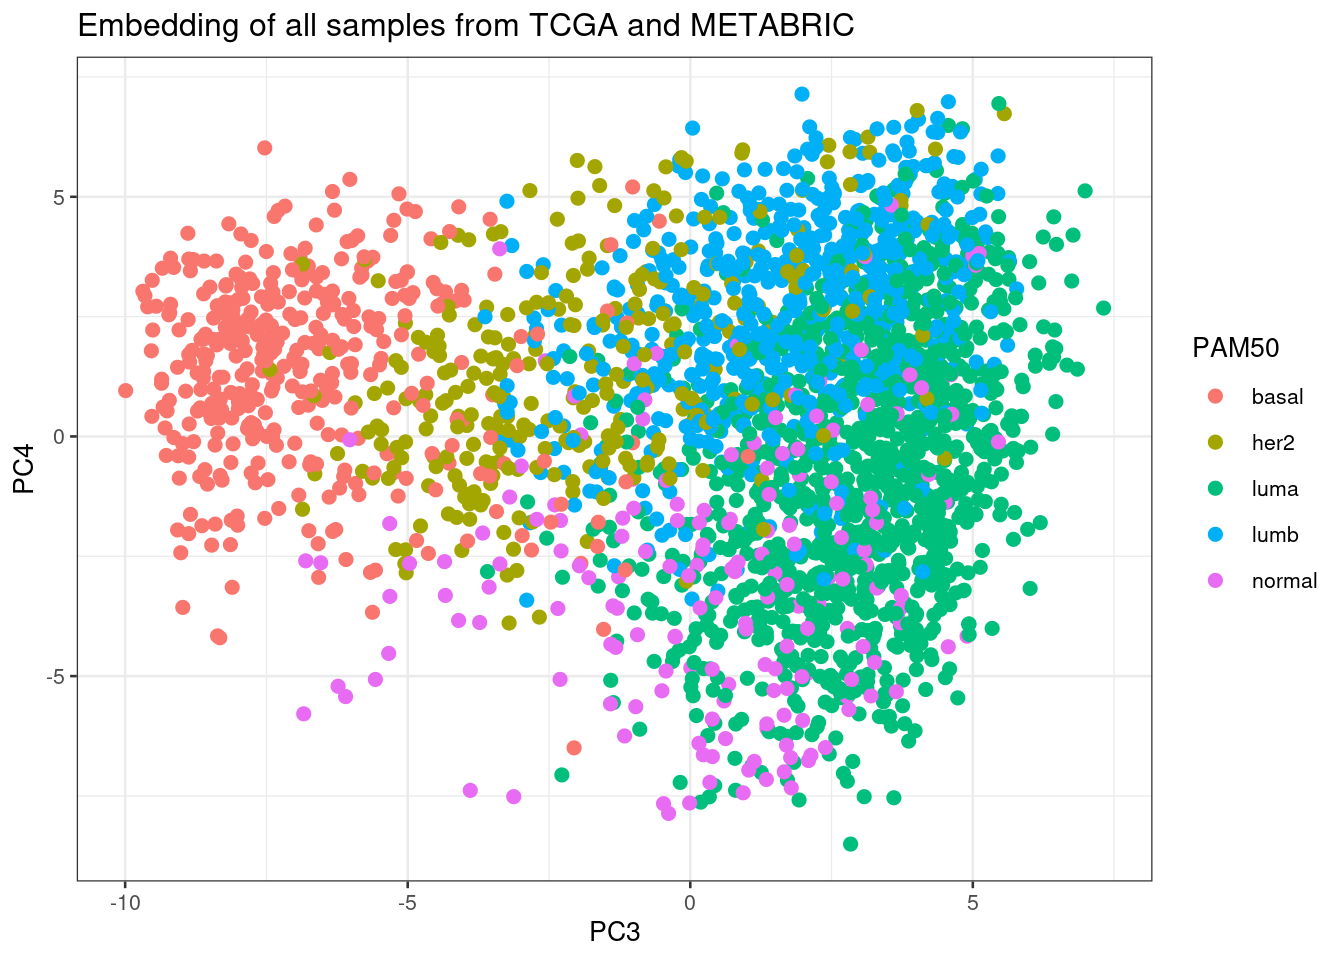 Embedding of all samples from TCGA and METABRIC
5
0
-5
PC4
-10
-5
0
5
PC3
PAM50
basal
her2
luma
lumb
normal